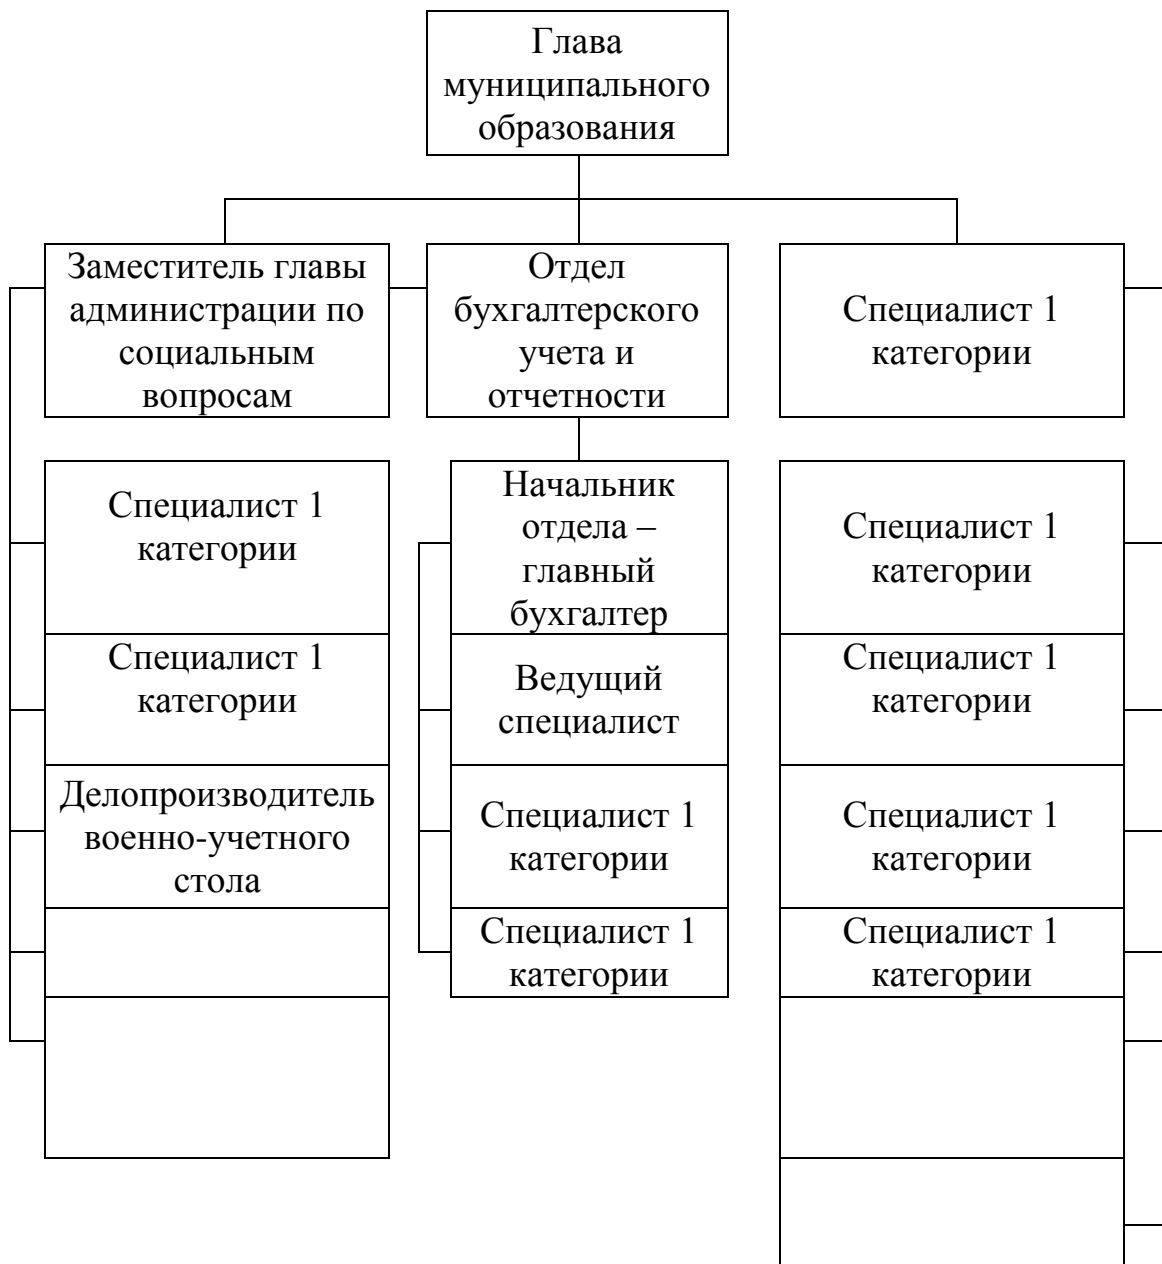 Глава
муниципального
образования
Заместитель главы
администрации по
социальным
вопросам
Отдел
бухгалтерского
учета и
отчетности
Специалист 1
категории
Специалист 1
категории
Начальник
отдела –
главный
бухгалтер
Специалист 1
категории
Специалист 1
категории
Ведущий
специалист
Специалист 1
категории
Делопроизводитель
военно-учетного
стола
Специалист 1
категории
Специалист 1
категории
Специалист 1
категории
Специалист 1
категории